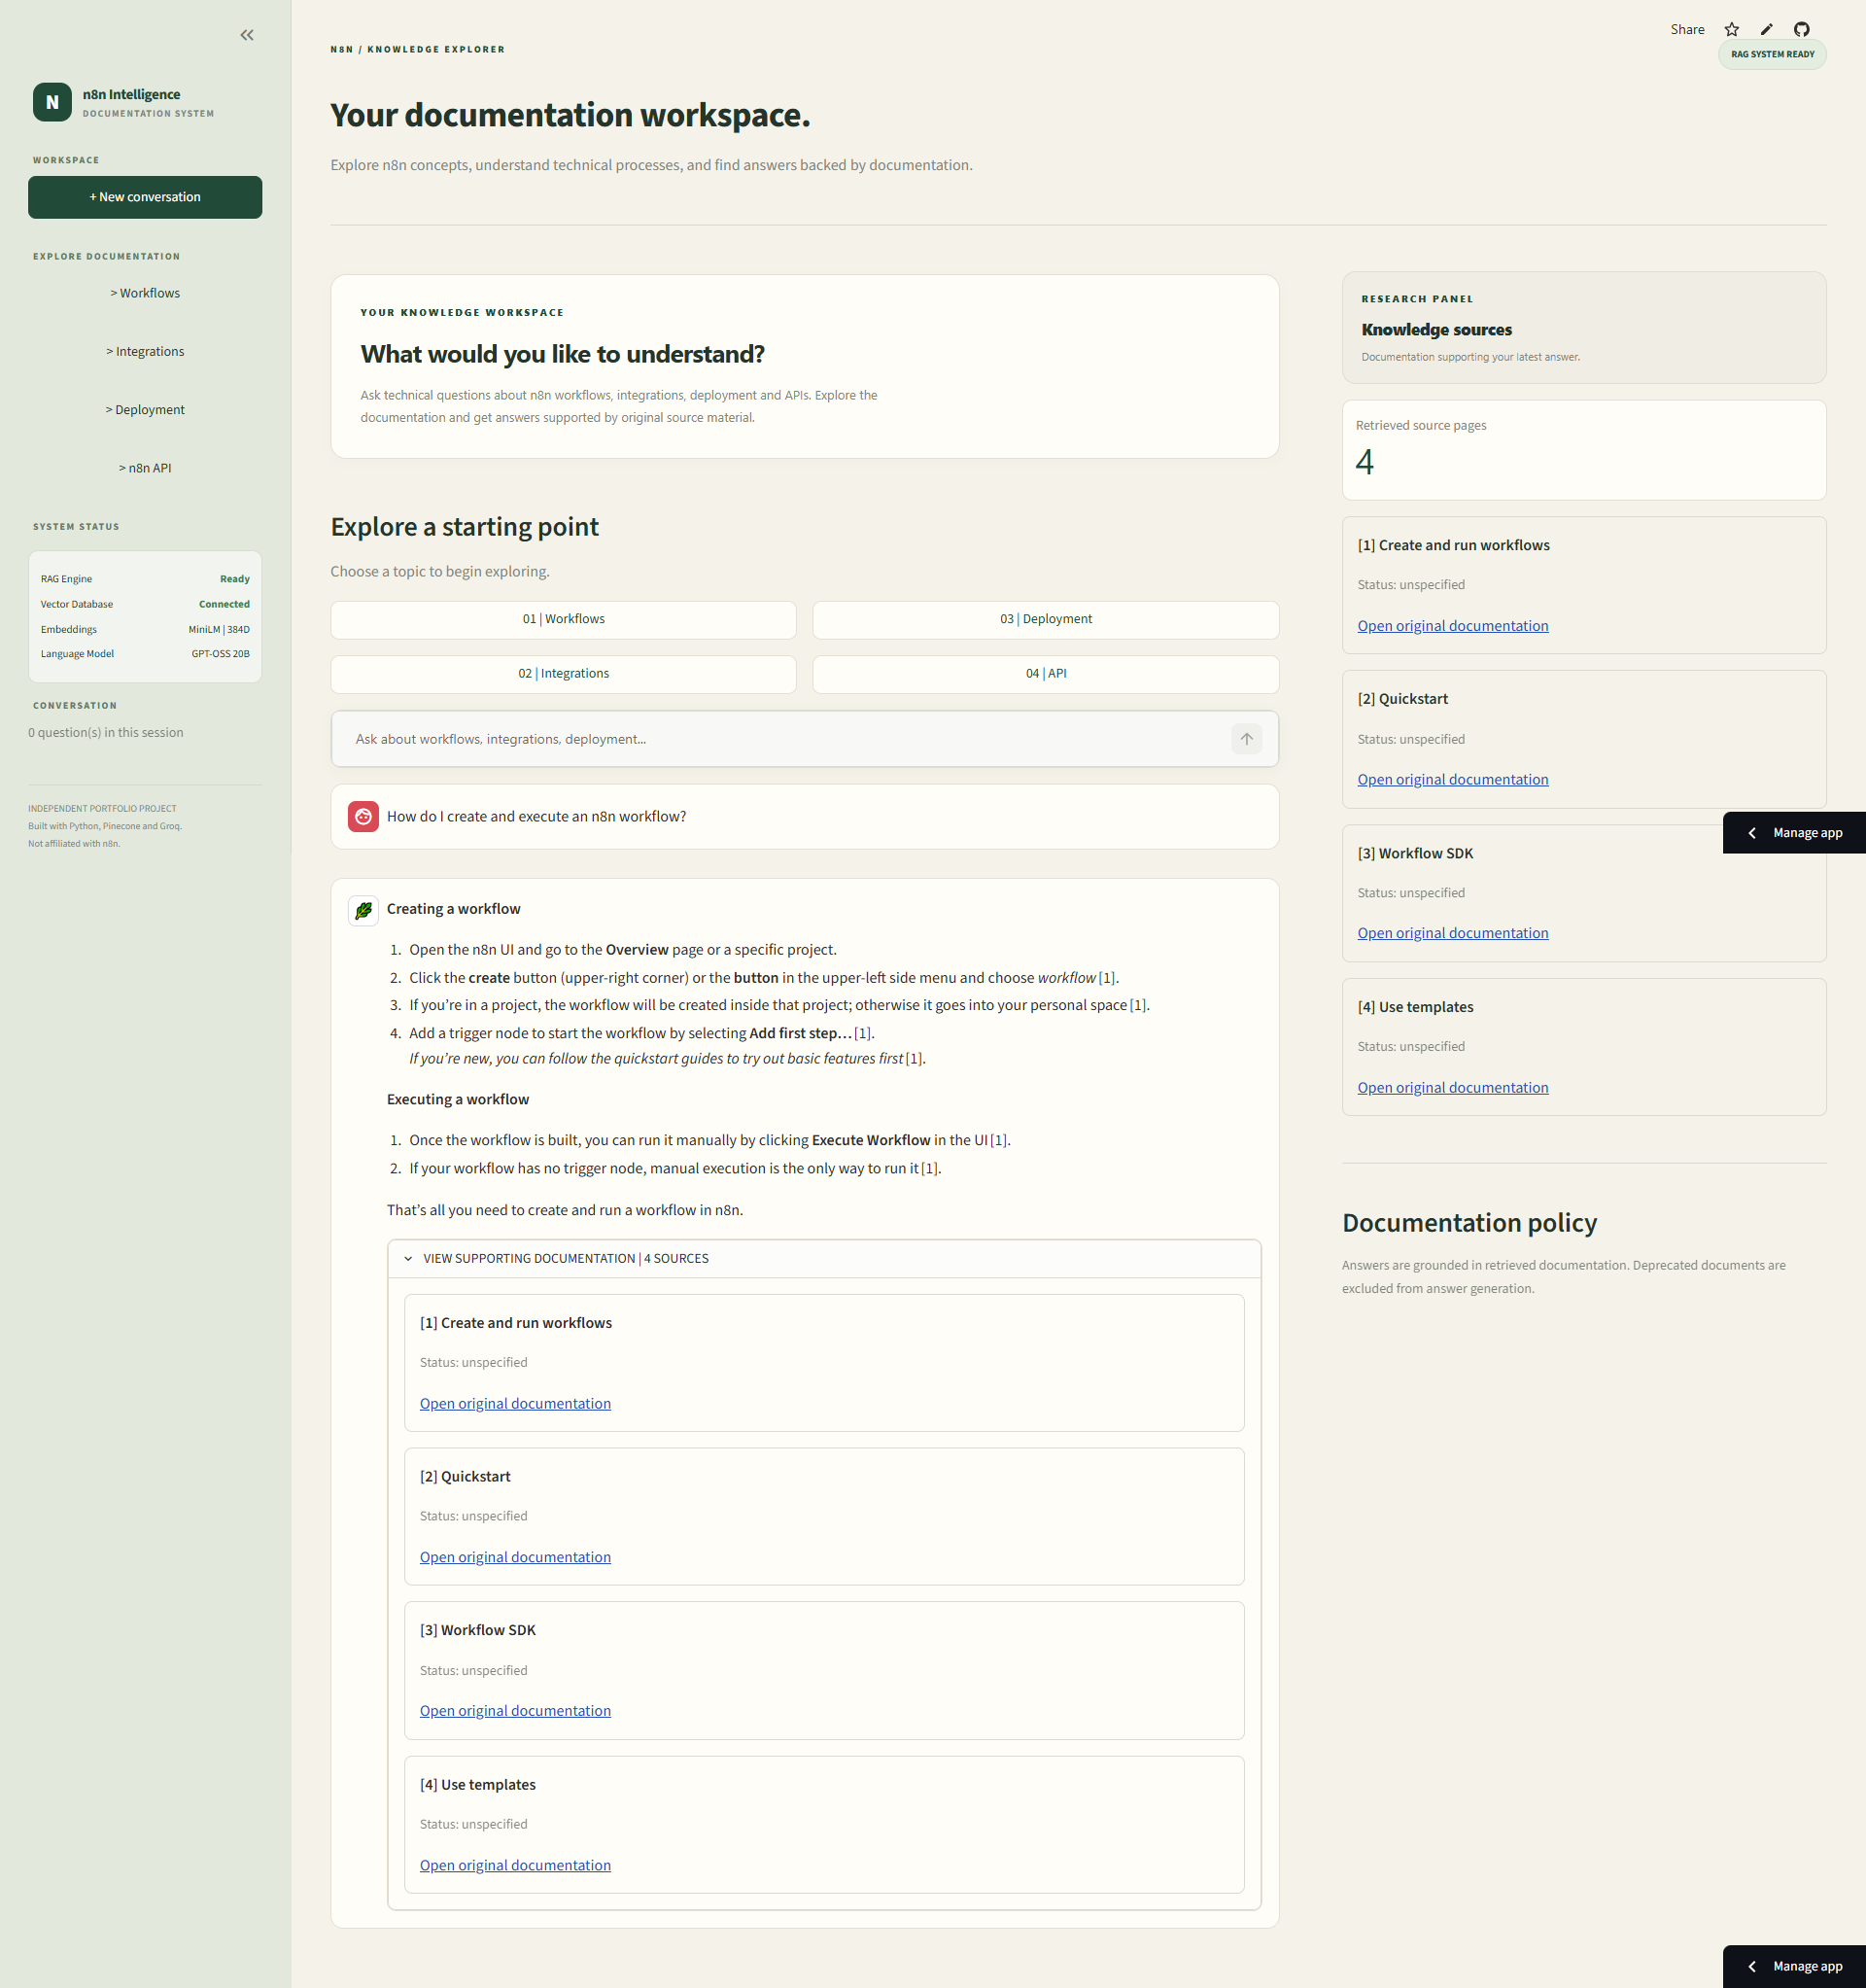 N
n8n Intelligence
DOCUMENTATION SYSTEM
WORKSPACE
+ New conversation
EXPLORE DOCUMENTATION
> Workflows
> Integrations
> Deployment
> n8n API
SYSTEM STATUS
RAG Engine Ready
Vector Database Connected
Embeddings MiniLM | 384D
Language Model GPT-OSS 20B
CONVERSATION
0 question(s) in this session
INDEPENDENT PORTFOLIO PROJECT
Built with Python, Pinecone and Groq.
Not affiliated with n8n.
Share
N8N / KNOWLEDGE EXPLORER
RAG SYSTEM READY
Your documentation workspace.
Explore n8n concepts, understand technical processes, and find answers backed by documentation.
YOUR KNOWLEDGE WORKSPACE
What would you like to understand?
Ask technical questions about n8n workflows, integrations, deployment and APIs. Explore the
documentation and get answers supported by original source material.
Explore a starting point
Choose a topic to begin exploring.
01 | Workflows
03 | Deployment
02 | Integrations
04 | API
Ask about workflows, integrations, deployment...
How do I create and execute an n8n workflow?
Creating a workflow
1. Open the n8n UI and go to the Overview page or a specific project.
2. Click the create button (upper-right corner) or the button in the upper-left side menu and choose workflow [1].
3. If you’re in a project, the workflow will be created inside that project; otherwise it goes into your personal space [1].
4. Add a trigger node to start the workflow by selecting Add first step… [1].
If you’re new, you can follow the quickstart guides to try out basic features first [1].
Executing a workflow
1. Once the workflow is built, you can run it manually by clicking Execute Workflow in the UI [1].
2. If your workflow has no trigger node, manual execution is the only way to run it [1].
That’s all you need to create and run a workflow in n8n.
VIEW SUPPORTING DOCUMENTATION | 4 SOURCES
[1] Create and run workflows
Status: unspecified
Open original documentation
[2] Quickstart
Status: unspecified
Open original documentation
[3] Workflow SDK
Status: unspecified
Open original documentation
[4] Use templates
Status: unspecified
Open original documentation
RESEARCH PANEL
Knowledge sources
Documentation supporting your latest answer.
Retrieved source pages
4
[1] Create and run workflows
Status: unspecified
Open original documentation
[2] Quickstart
Status: unspecified
Open original documentation
Manage app
[3] Workflow SDK
Status: unspecified
Open original documentation
[4] Use templates
Status: unspecified
Open original documentation
Documentation policy
Answers are grounded in retrieved documentation. Deprecated documents are
excluded from answer generation.
Manage app